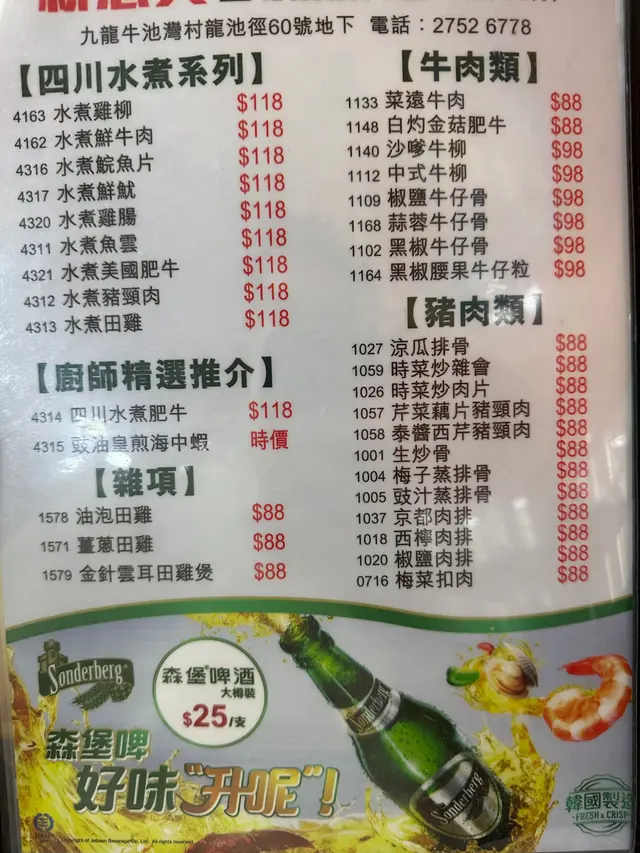 九龍牛池灣村龍池徑60號地下 電話：2752 6778
【四川水煮系列】
4163 水煮雞柳 $118
4162 水煮鮮牛肉 $118
4316 水煮鯇魚片 $118
4317 水煮鮮魷 $118
4320 水煮雞腸 $118
4311 水煮魚雲 $118
4321 水煮美國肥牛 $118
4312 水煮豬頸肉 $118
4313 水煮田雞 $118
【廚師精選推介】
4314 四川水煮肥牛 $118
4315 豉油皇煎海中蝦 時價
【雜項】
1578 油泡田雞 $88
1571 薑蔥田雞 $88
1579 金針雲耳田雞煲 $88
【牛肉類】
1133 菜遠牛肉 $88
1148 白灼金菇肥牛 $88
1140 沙嗲牛柳 $98
1112 中式牛柳 $98
1109 椒鹽牛仔骨 $98
1168 蒜蓉牛仔骨 $98
1102 黑椒牛仔骨 $98
1164 黑椒腰果牛仔粒 $98
【豬肉類】
1027 涼瓜排骨 $88
1059 時菜炒雜會 $88
1026 時菜炒肉片 $88
1057 芹菜藕片豬頸肉 $88
1058 泰醬西芹豬頸肉 $88
1001 生炒骨 $88
1004 梅子蒸排骨 $88
1005 豉汁蒸排骨 $88
1037 京都肉排 $88
1018 西檸肉排 $88
1020 椒鹽肉排 $88
0716 梅菜扣肉 $88
Sonderberg
森堡啤酒
大樽裝
$25/支
森堡啤
好味"升呢"!
Sonderberg
Sonderberg
韓國製造
FRESH & CRISP
Copyright of Jebsen Beverage Co. Ltd. All rights reserved.